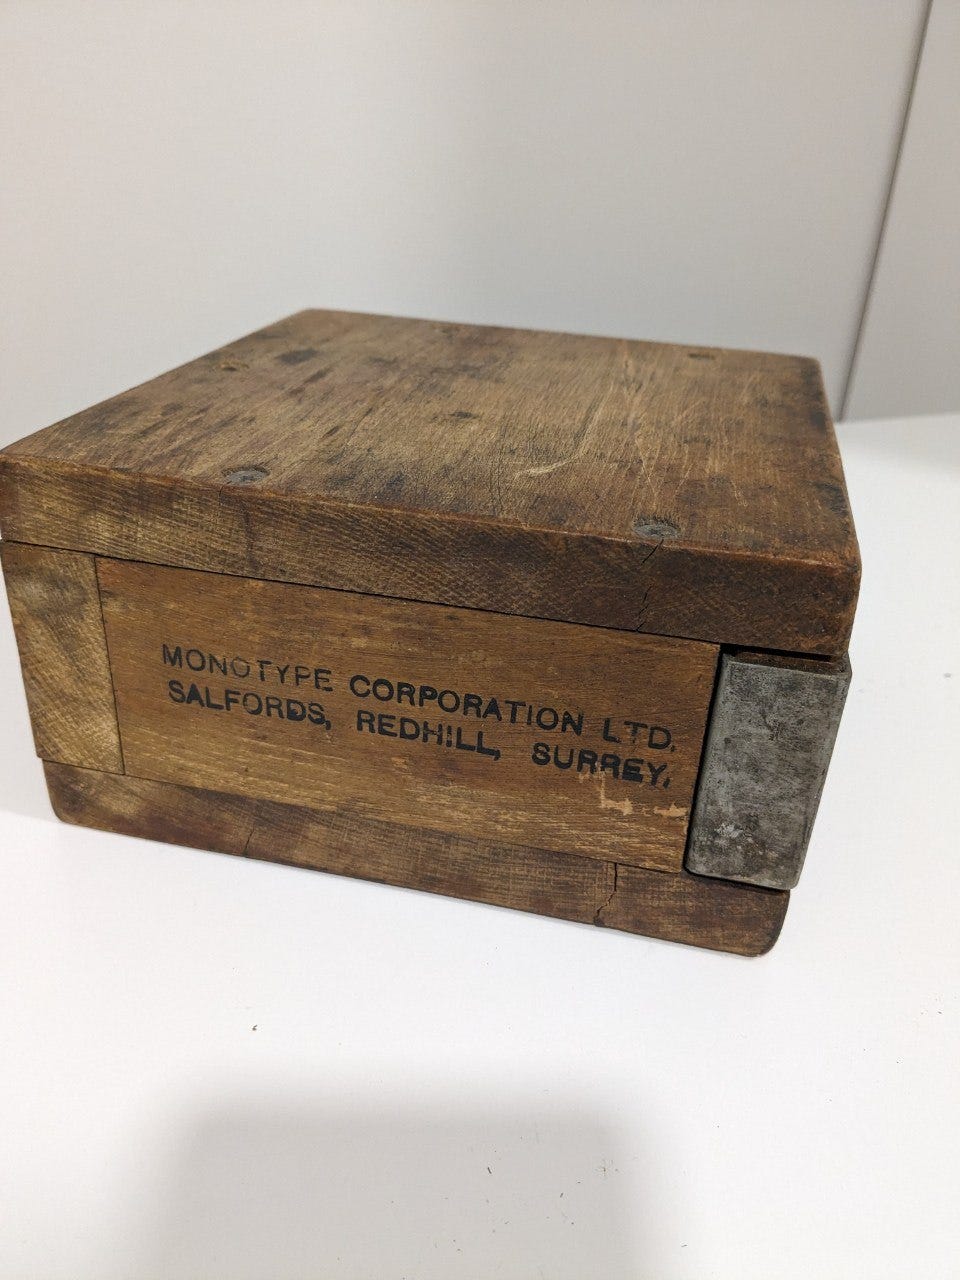 MONOTYPE CORPORATION LTD.
SALFORDS, REDHILL, SURREY,